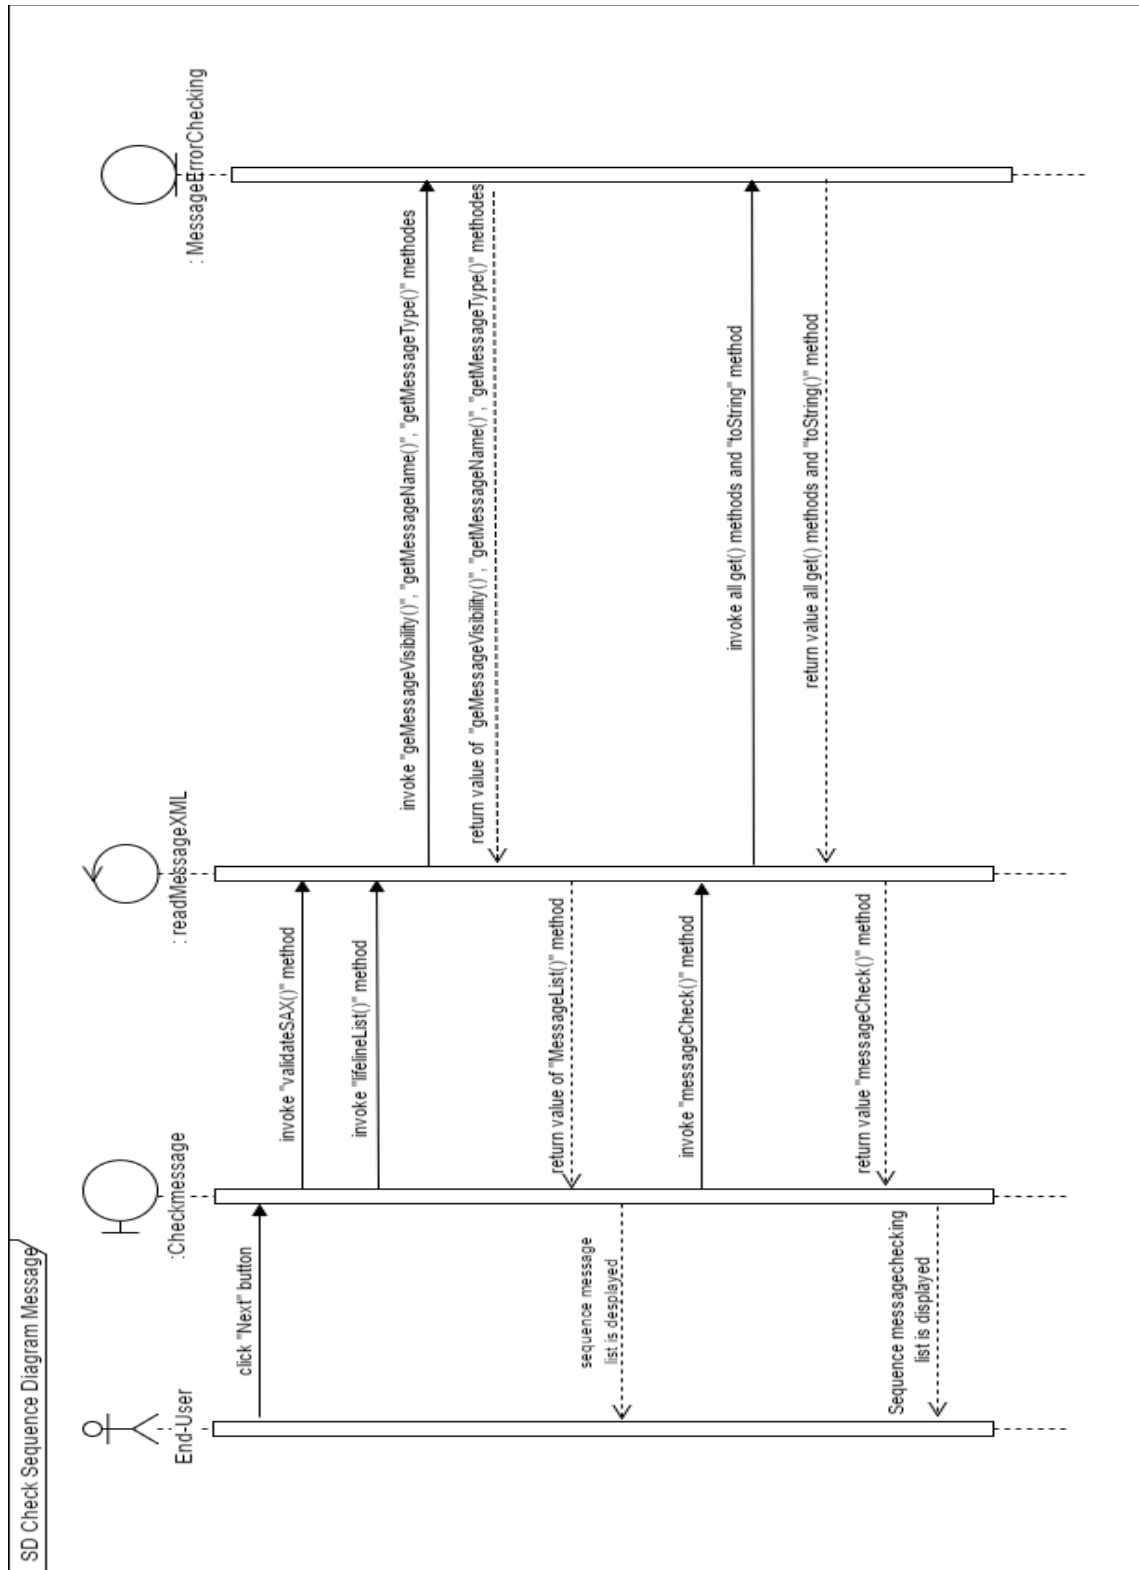 SD Check Sequence Diagram Message
End-User
:Checkmessage
: readMessageXML
: MessageErrorChecking
click "Next" button
invoke "validateSAX()" method
invoke "lifelineList()" method
invoke "geMessageVisibility()", "getMessageName()", "getMessageType()" methodes
return value of "geMessageVisibility()", "getMessageName()", "getMessageType()" methodes
return value of "MessageList()" method
sequence message
list is desplayed
invoke "messageCheck()" method
invoke all get() methods and "toString" method
return value all get() methods and "toString()" method
return value "messageCheck()" method
Sequence messagechecking
list is displayed